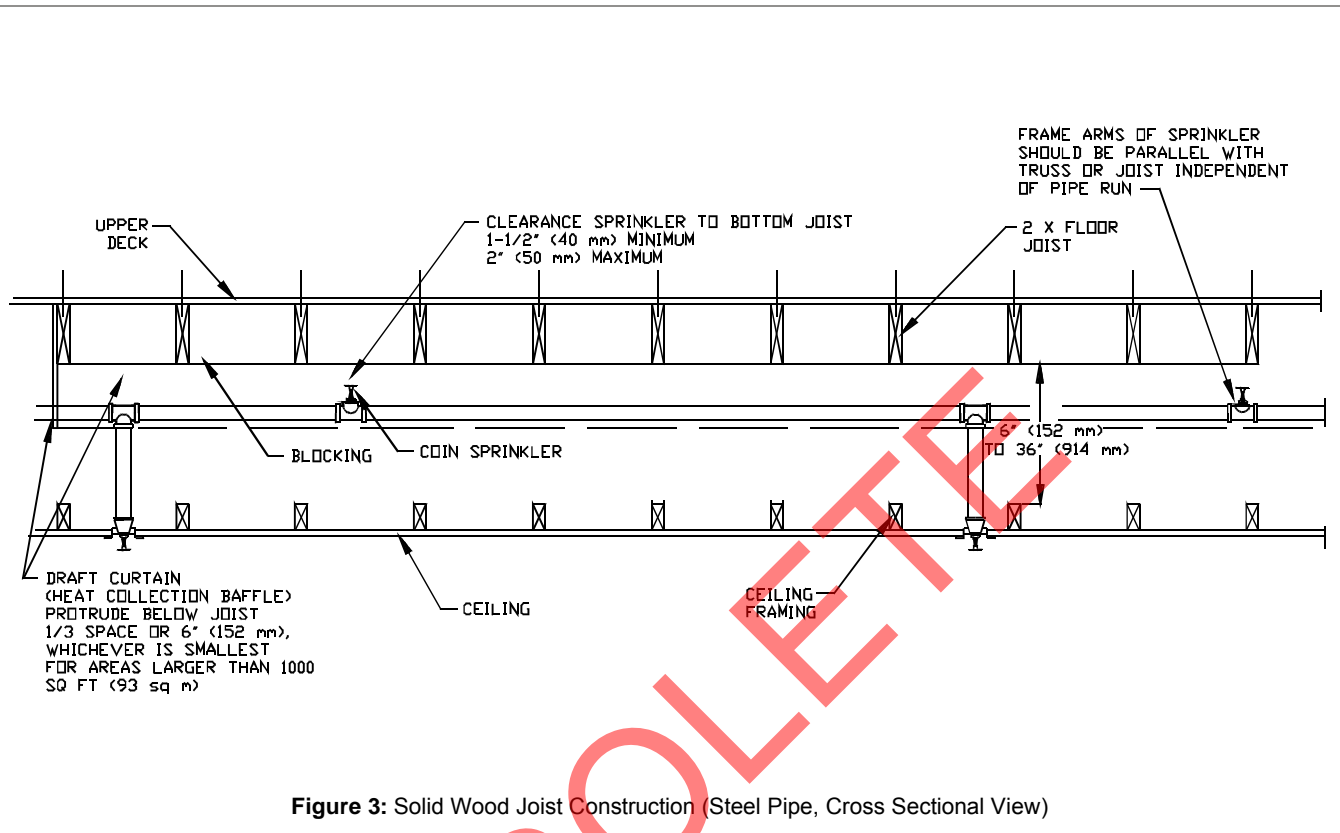 FRAME ARMS OF SPRINKLER
SHOULD BE PARALLEL WITH
TRUSS OR JOIST INDEPENDENT
OF PIPE RUN
UPPER
DECK
CLEARANCE SPRINKLER TO BOTTOM JOIST
1-1/2" (40 mm) MINIMUM
2" (50 mm) MAXIMUM
2 X FLOOR
JOIST
6" (152 mm)
TO 36" (914 mm)
BLOCKING
COIN SPRINKLER
DRAFT CURTAIN
(HEAT COLLECTION BAFFLE)
PROTRUDE BELOW JOIST
1/3 SPACE OR 6" (152 mm),
WHICHEVER IS SMALLEST
FOR AREAS LARGER THAN 1000
SQ FT (93 sq m)
CEILING
CEILING
FRAMING
OLETE
Figure 3: Solid Wood Joist Construction (Steel Pipe, Cross Sectional View)